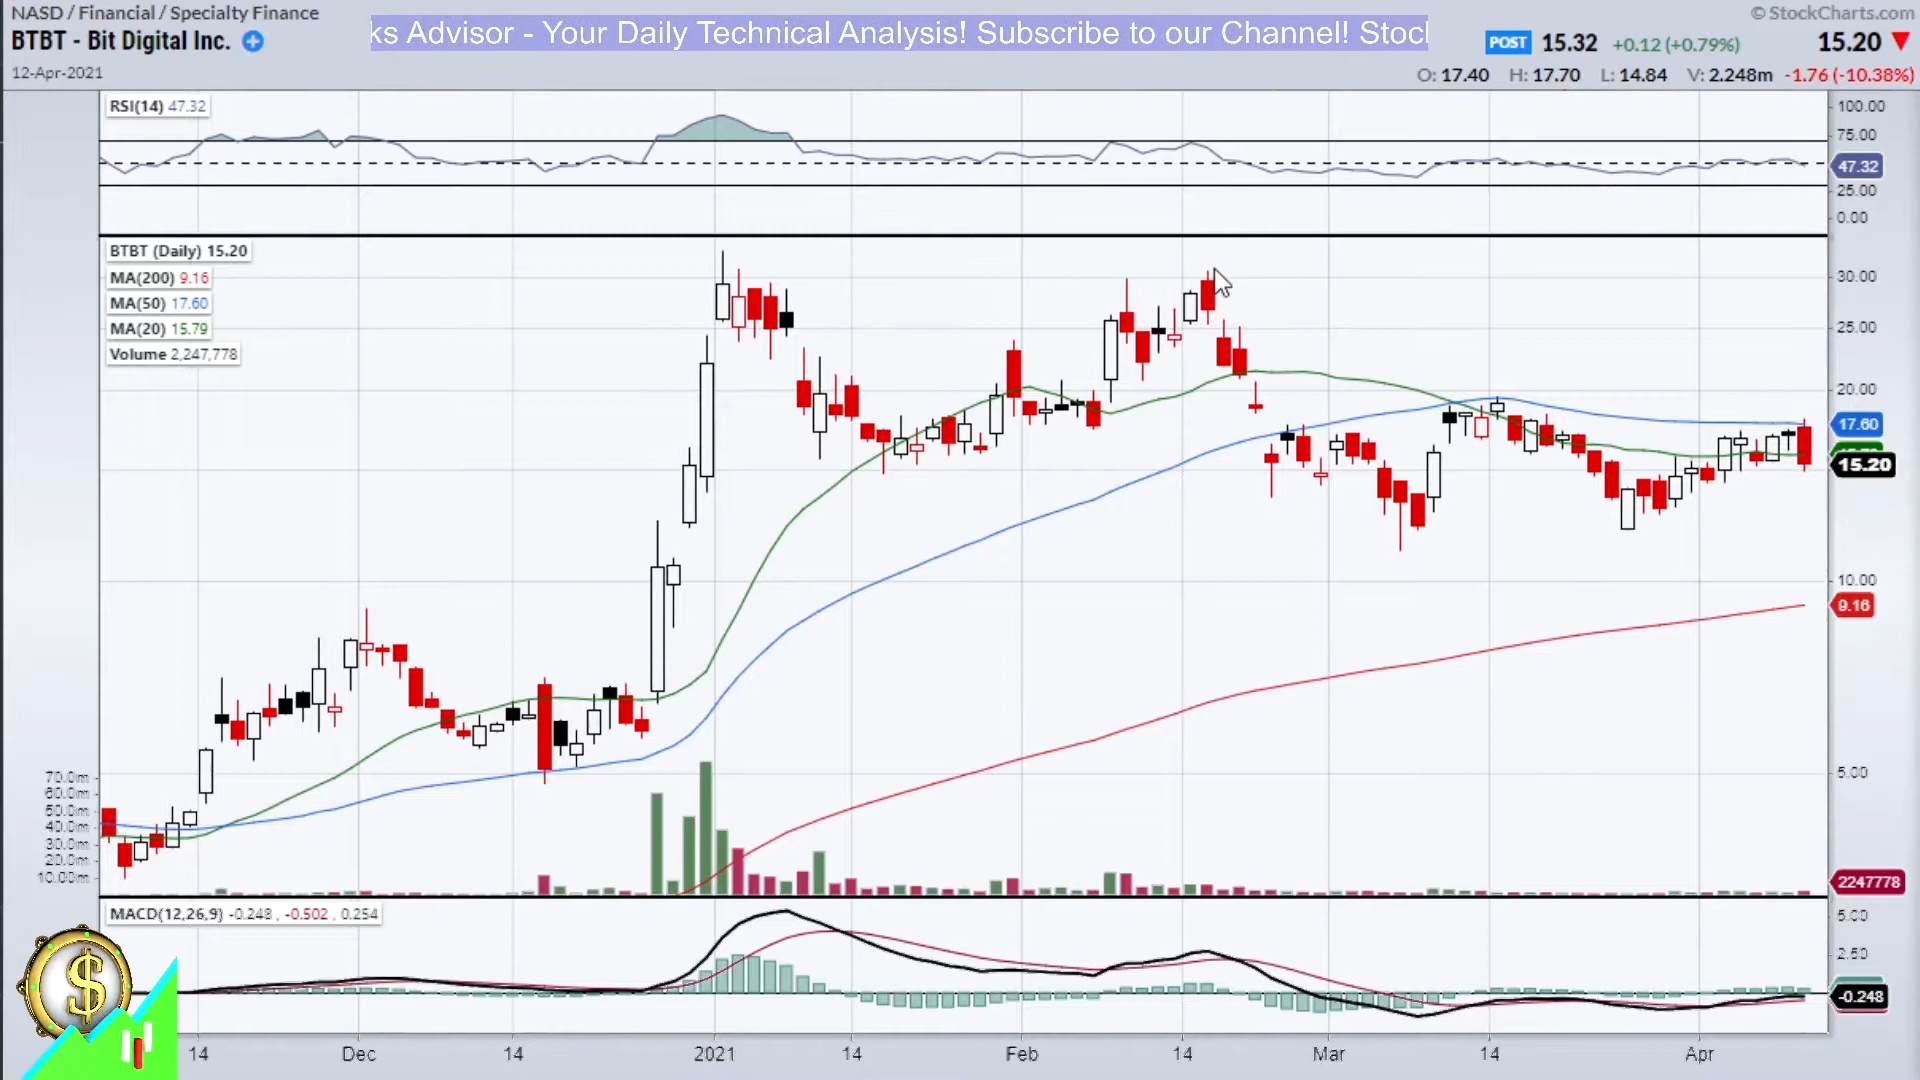 NASD / Financial / Specialty Finance
© StockCharts.com
BTBT - Bit Digital Inc.
ks Advisor - Your Daily Technical Analysis! Subscribe to our Channel! Stoc
POST 15.32 +0.12 (+0.79%) 15.20
12-Apr-2021
O: 17.40 H: 17.70 L: 14.84 V: 2.248m -1.76 (-10.38%)
RSI(14) 47.32
100.00
75.00
47.32
25.00
0.00
BTBT (Daily) 15.20
MA(200) 9.16
MA(50) 17.60
MA(20) 15.79
Volume 2,247,778
30.00
25.00
20.00
17.60
15.20
10.00
9.16
5.00
70.0m
60.0m
50.0m
40.0m
30.0m
20.0m
10.00m
2247778
MACD(12,26,9) -0.248, -0.502, 0.254
5.00
2.50
-0.248
$
14 Dec 14 2021 14 Feb 14 Mar 14 Apr